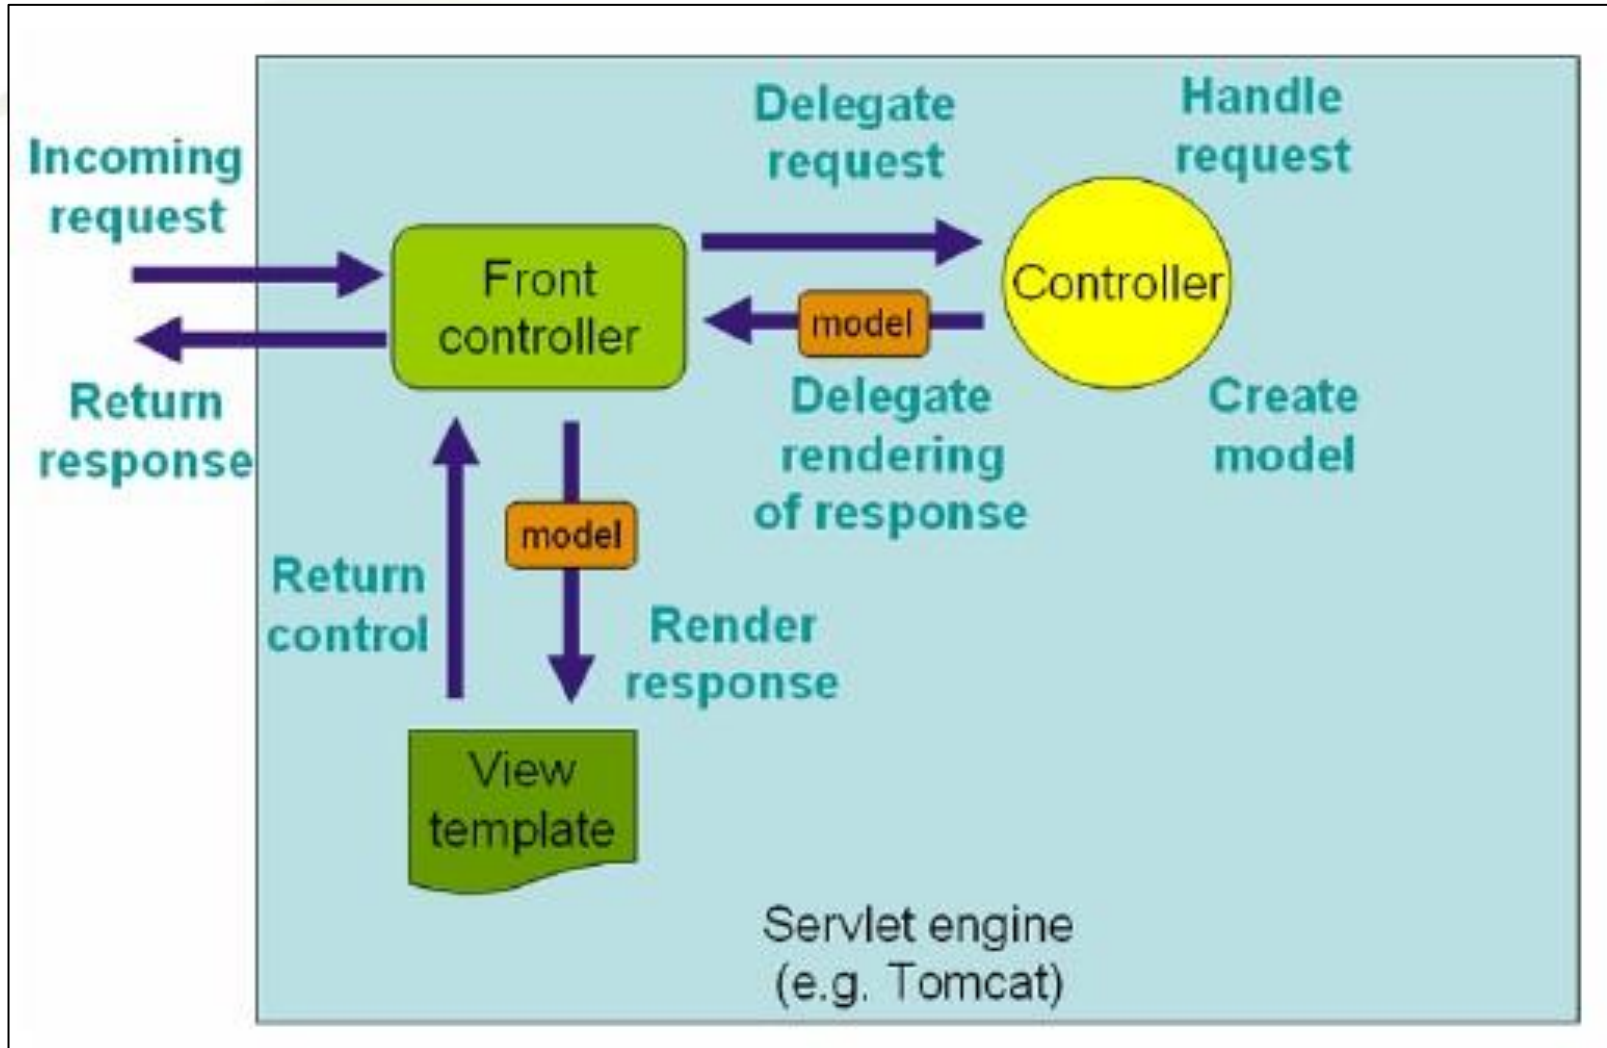 Incoming
request
Return
response
Front
controller
Delegate
request
Handle
request
Controller
model
Delegate
rendering
of response
Create
model
model
Return
control
Render
response
View
template
Servlet engine
(e.g. Tomcat)